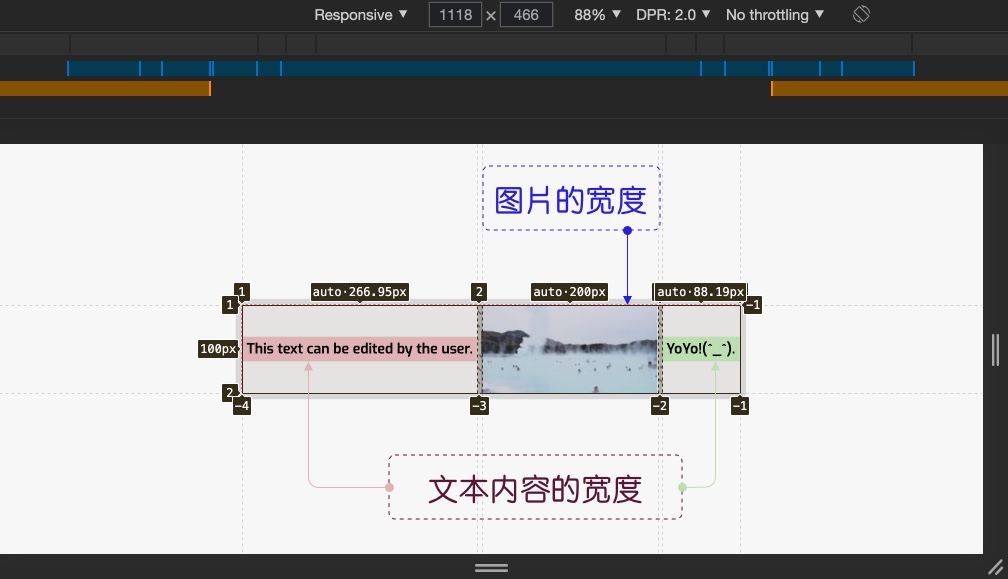 Responsive ▼ 1118 × 466 88% ▼ DPR: 2.0 ▼ No throttling ▼
图片的宽度
1 auto·266.95px 2 auto·200px auto·88.19px
1 −1
100px This text can be edited by the user. YoYo!(ˆ_ˆ).
2
−4 −3 −2 −1
文本内容的宽度